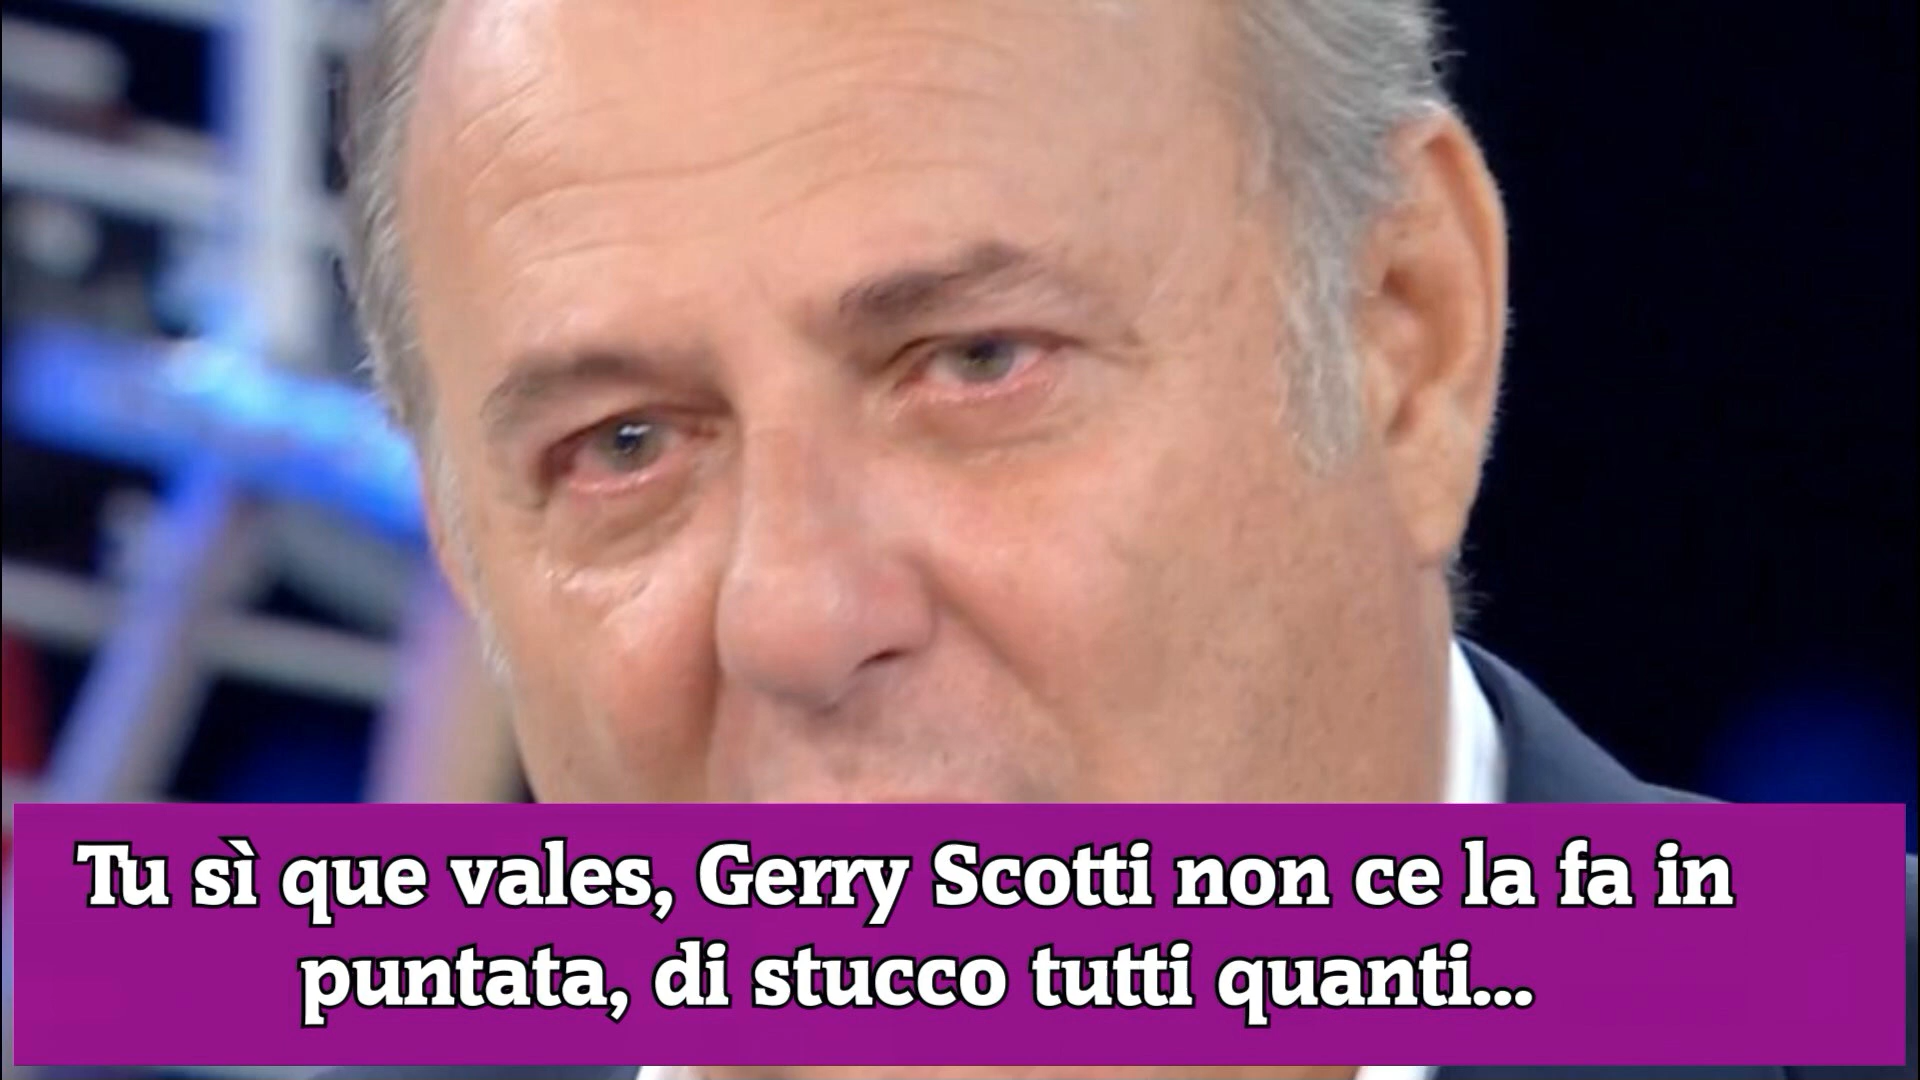 Tu sì que vales, Gerry Scotti non ce la fa in
puntata, di stucco tutti quanti...